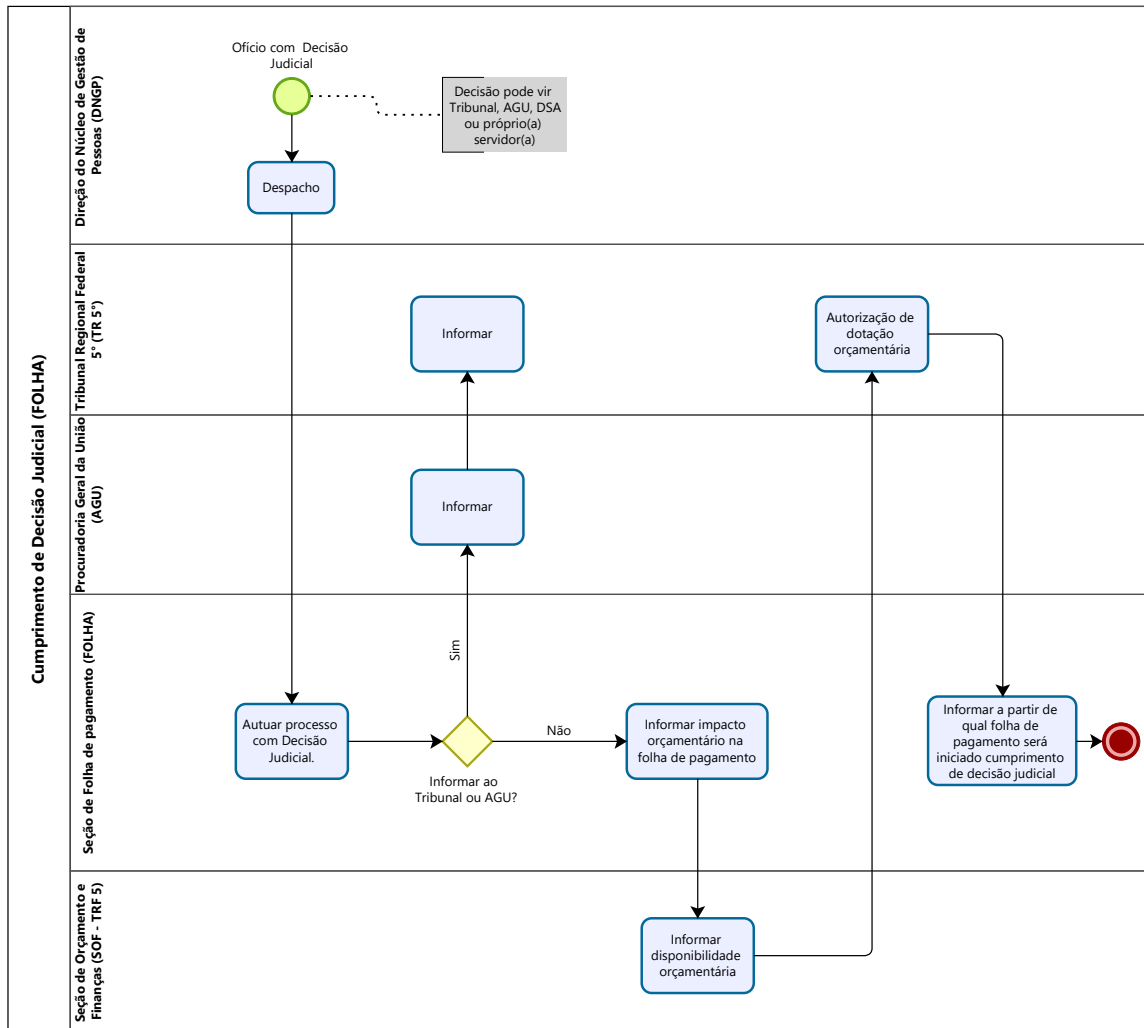 Cumprimento de Decisão Judicial (FOLHA)
Direção do Núcleo de Gestão de
Pessoas (DNGP)
Ofício com Decisão
Judicial
Decisão pode vir
Tribunal, AGU, DSA
ou próprio(a)
servidor(a)
Despacho
Tribunal Regional Federal
5° (TR 5°)
Informar
Autorização de
dotação
orçamentária
Procuradoria Geral da União
(AGU)
Informar
Seção de Folha de pagamento (FOLHA)
Sim
Autuar processo
com Decisão
Judicial.
Informar ao
Tribunal ou AGU?
Não
Informar impacto
orçamentário na
folha de pagamento
Informar a partir de
qual folha de
pagamento será
iniciado cumprimento
de decisão judicial
Seção de Orçamento e
Finanças (SOF - TRF 5)
Informar
disponibilidade
orçamentária